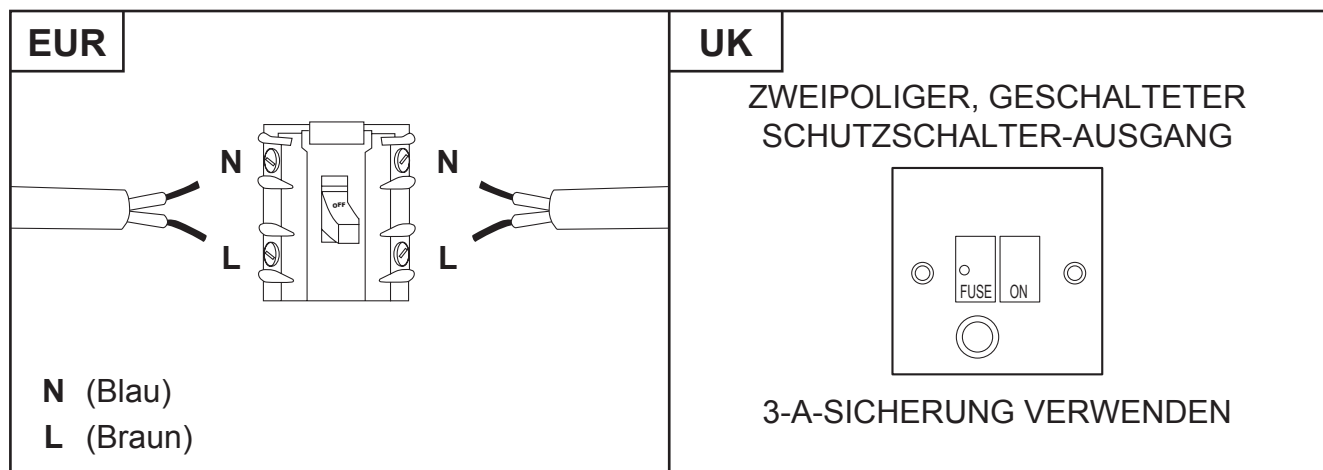 EUR
N
N
OFF
L
L
N (Blau)
L (Braun)
UK
ZWEIPOLIGER, GESCHALTETER
SCHUTZSCHALTER-AUSGANG
FUSE ON
3-A-SICHERUNG VERWENDEN